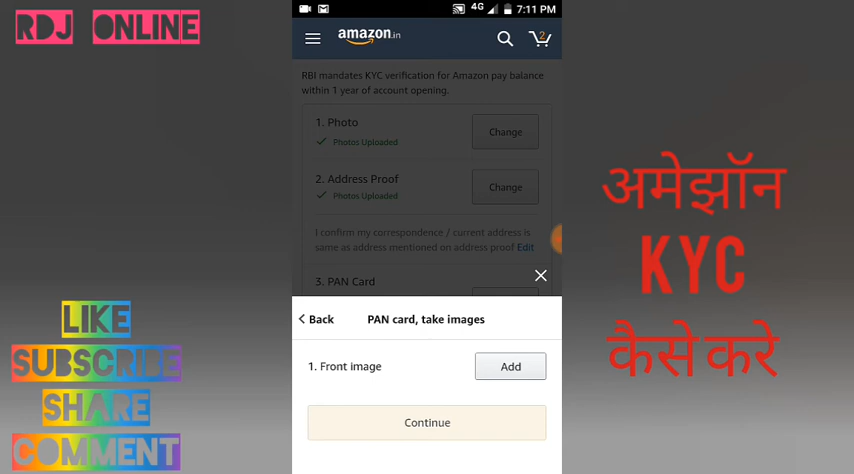 RDJ ONLINE
4G 7:11 PM
amazon.in
2
RBI mandates KYC verification for Amazon pay balance
within 1 year of account opening.
1. Photo
Photos Uploaded
Change
2. Address Proof
Photos Uploaded
Change
I confirm my correspondence / current address is
same as address mentioned on address proof Edit
3. PAN Card
Back
PAN card, take images
1. Front image
Add
Continue
LIKE
SUBSCRIBE
SHARE
COMMENT
अमेझॉन
KYC
कैसे करे